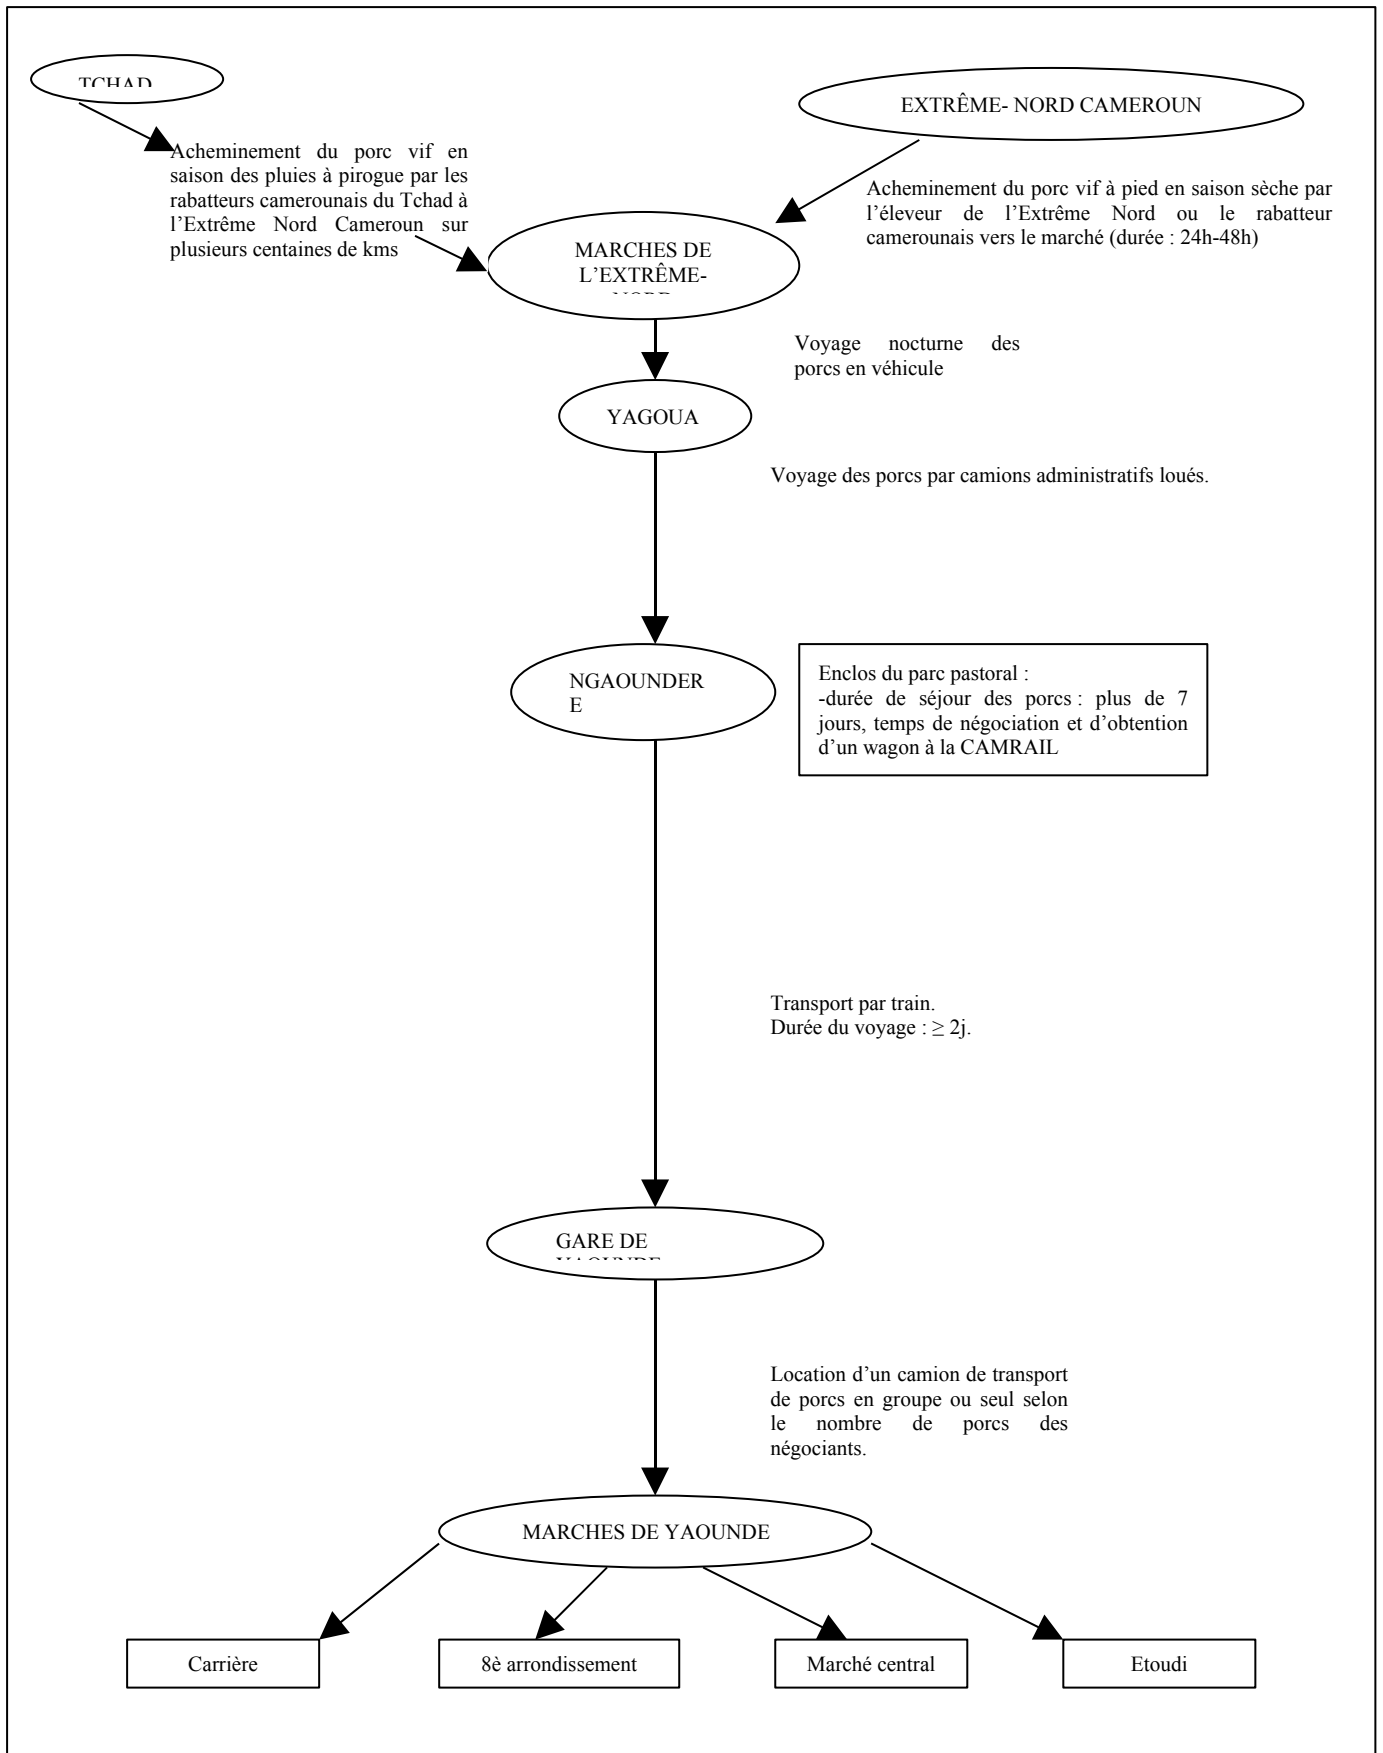 TCHAD
EXTRÊME- NORD CAMEROUN
Acheminement du porc vif en
saison des pluies à pirogue par les
rabatteurs camerounais du Tchad à
l’Extrême Nord Cameroun sur
plusieurs centaines de kms
Acheminement du porc vif à pied en saison sèche par
l’éleveur de l’Extrême Nord ou le rabatteur
camerounais vers le marché (durée : 24h-48h)
MARCHES DE
L’EXTRÊME-
NORD
Voyage nocturne des
porcs en véhicule
YAGOUA
Voyage des porcs par camions administratifs loués.
NGAOUNDER
E
Enclos du parc pastoral :
-durée de séjour des porcs : plus de 7
jours, temps de négociation et d’obtention
d’un wagon à la CAMRAIL
Transport par train.
Durée du voyage : ≥ 2j.
GARE DE
YAOUNDE
Location d’un camion de transport
de porcs en groupe ou seul selon
le nombre de porcs des
négociants.
MARCHES DE YAOUNDE
Carrière
8è arrondissement
Marché central
Etoudi